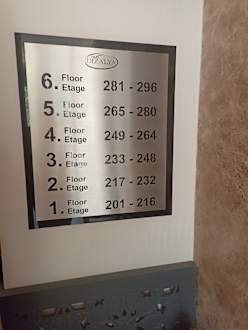 DIZALYA
6. Floor Etage 281 - 296
5. Floor Etage 265 - 280
4. Floor Etage 249 - 264
3. Floor Etage 233 - 248
2. Floor Etage 217 - 232
1. Floor Etage 201 - 216